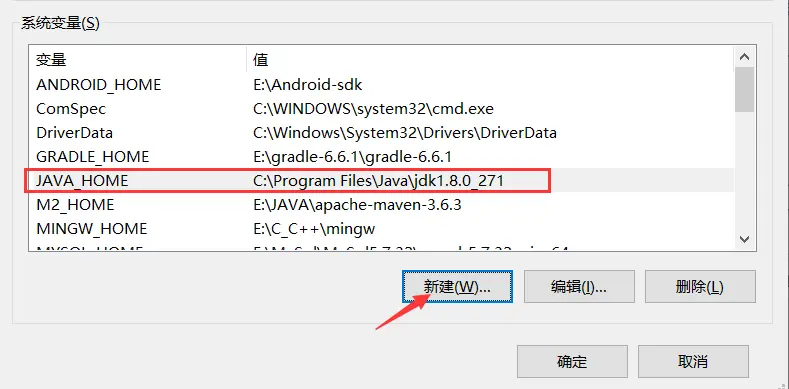 系统变量(S)
变量 值
ANDROID_HOME E:\Android-sdk
ComSpec C:\WINDOWS\system32\cmd.exe
DriverData C:\Windows\System32\Drivers\DriverData
GRADLE_HOME E:\gradle-6.6.1\gradle-6.6.1
JAVA_HOME C:\Program Files\Java\jdk1.8.0_271
M2_HOME E:\JAVA\apache-maven-3.6.3
MINGW_HOME E:\C_C++\mingw
新建(W)... 编辑(I)... 删除(L)
确定 取消